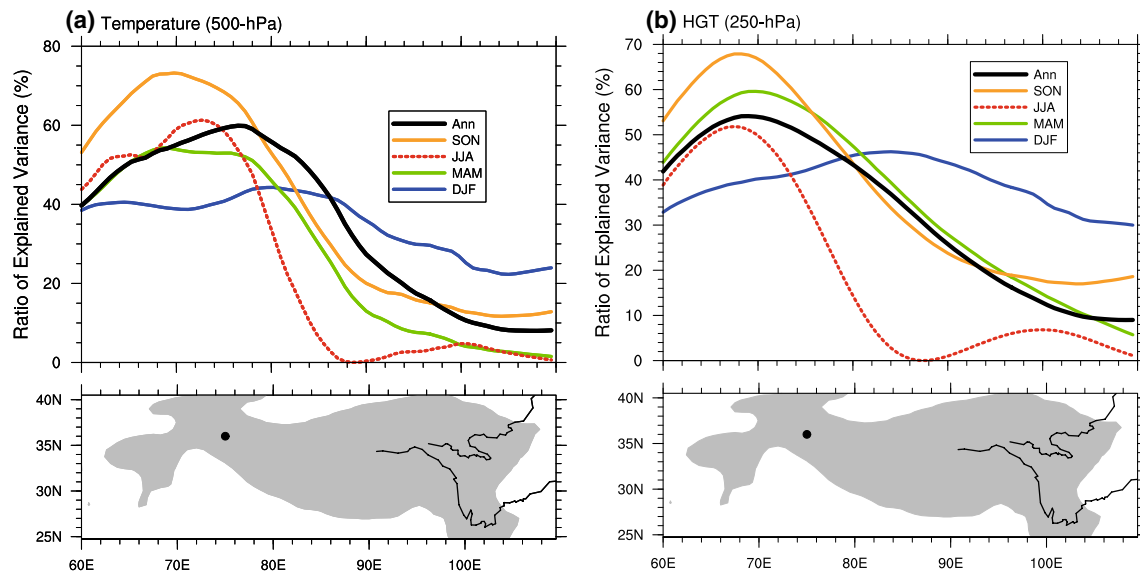 (a) Temperature (500-hPa)
Ratio of Explained Variance (%)
80
60
40
20
0
Ann
SON
JJA
MAM
DJF
40N
35N
30N
25N
60E 70E 80E 90E 100E
(b) HGT (250-hPa)
Ratio of Explained Variance (%)
70
60
50
40
30
20
10
0
Ann
SON
JJA
MAM
DJF
40N
35N
30N
25N
60E 70E 80E 90E 100E